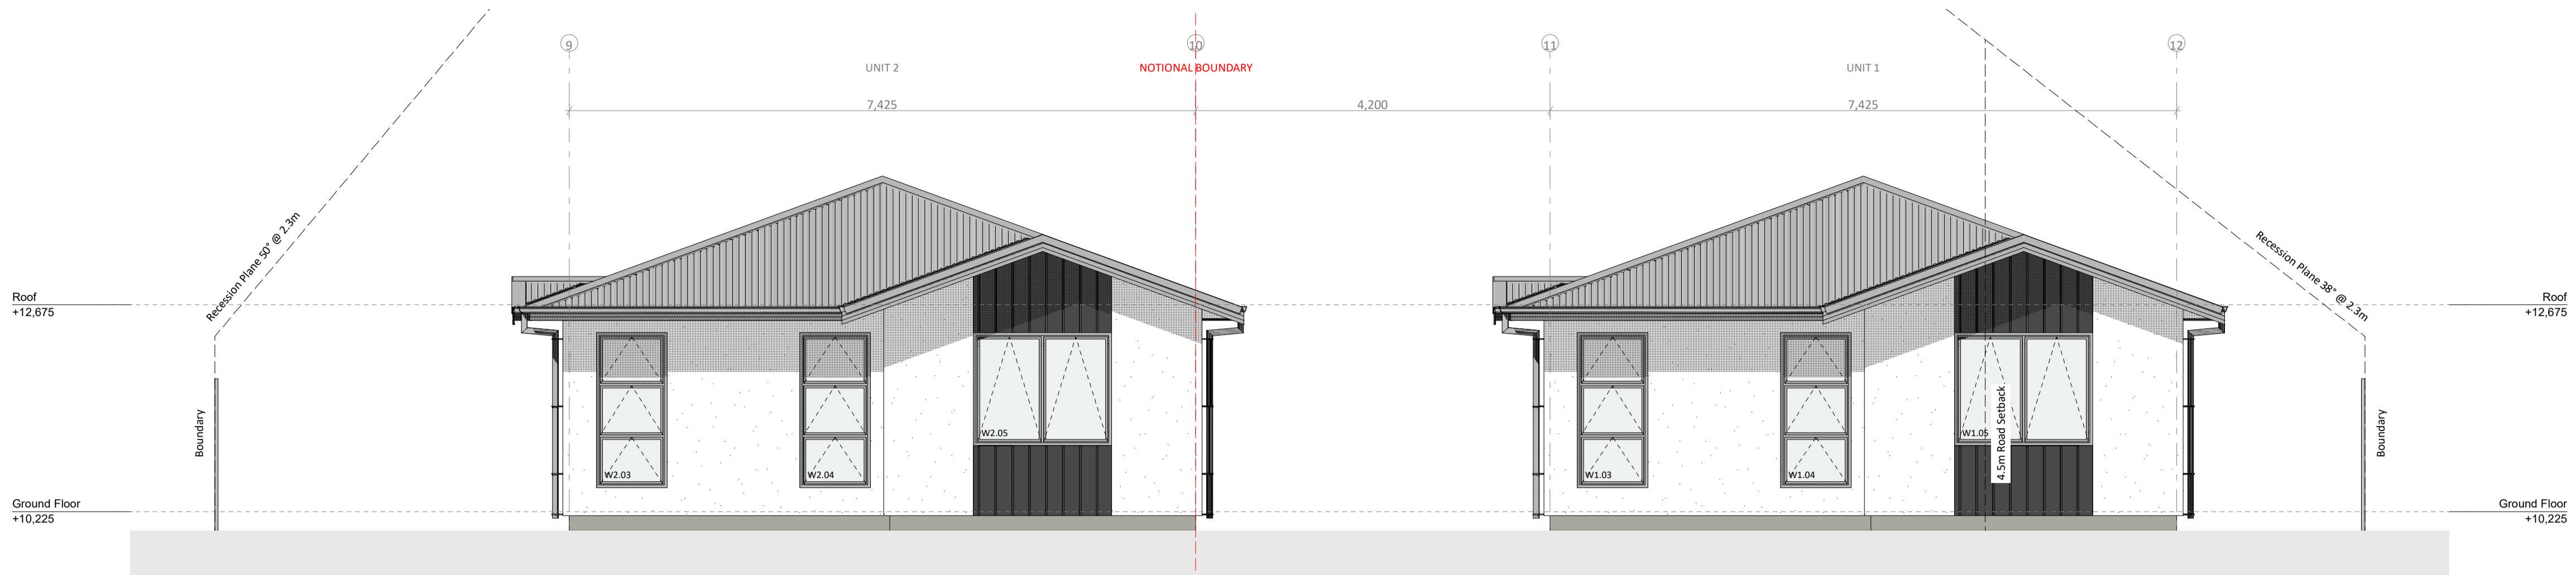 9
10
11
12
UNIT 2
NOTIONAL BOUNDARY
UNIT 1
7,425
4,200
7,425
Recession Plane 50° @ 2.3m
Recession Plane 38° @ 2.3m
Roof
+12,675
Roof
+12,675
Boundary
W2.03
W2.04
W2.05
W1.03
W1.04
W1.05
4.5m Road Setback
Boundary
Ground Floor
+10,225
Ground Floor
+10,225